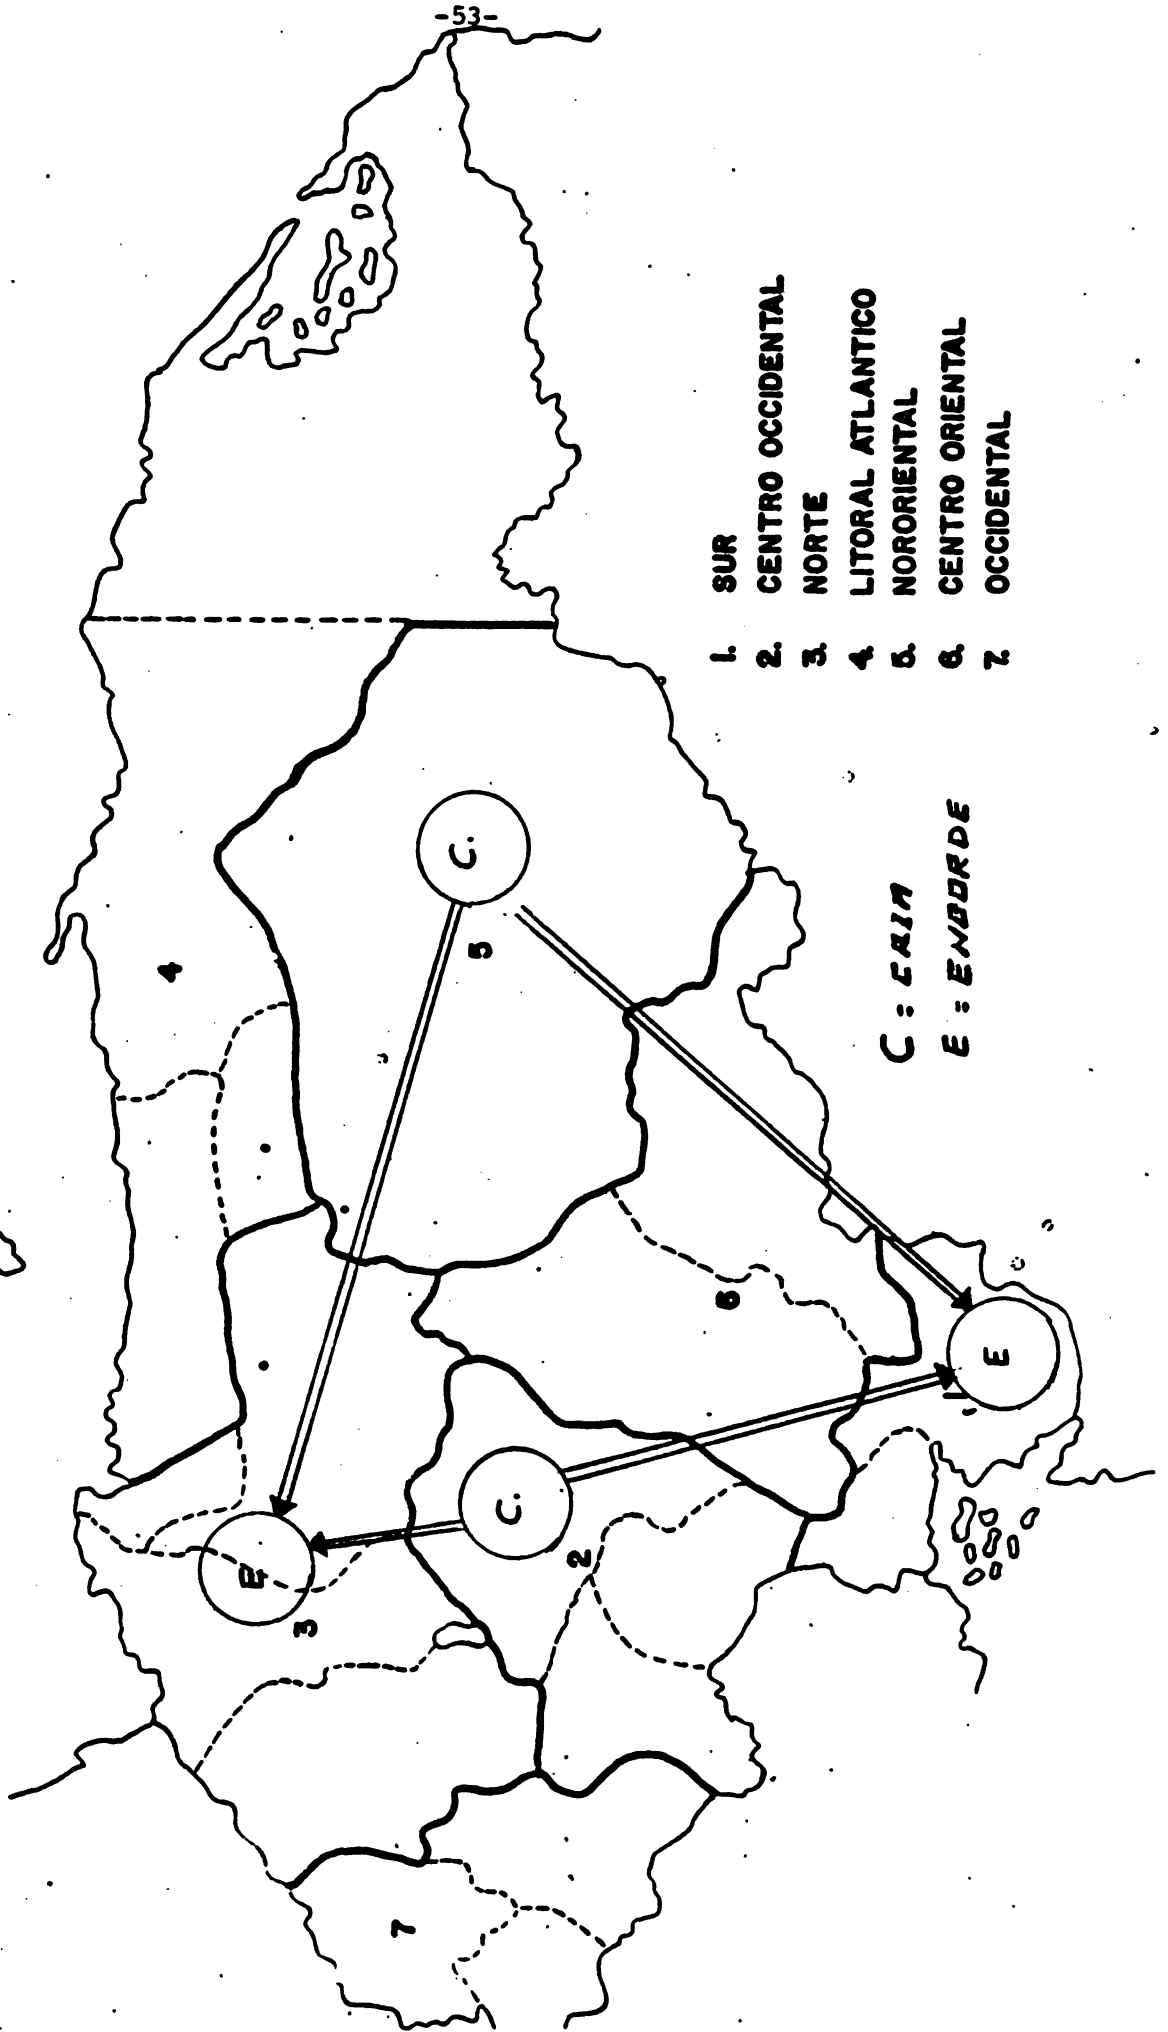 -53-
4
5
C.
C.
E
E
3
2
6
1
7
1. SUR
2. CENTRO OCCIDENTAL
3. NORTE
4. LITORAL ATLANTICO
5. NORORIENTAL
6. CENTRO ORIENTAL
7. OCCIDENTAL
C : CRIA
E : ENGORDE